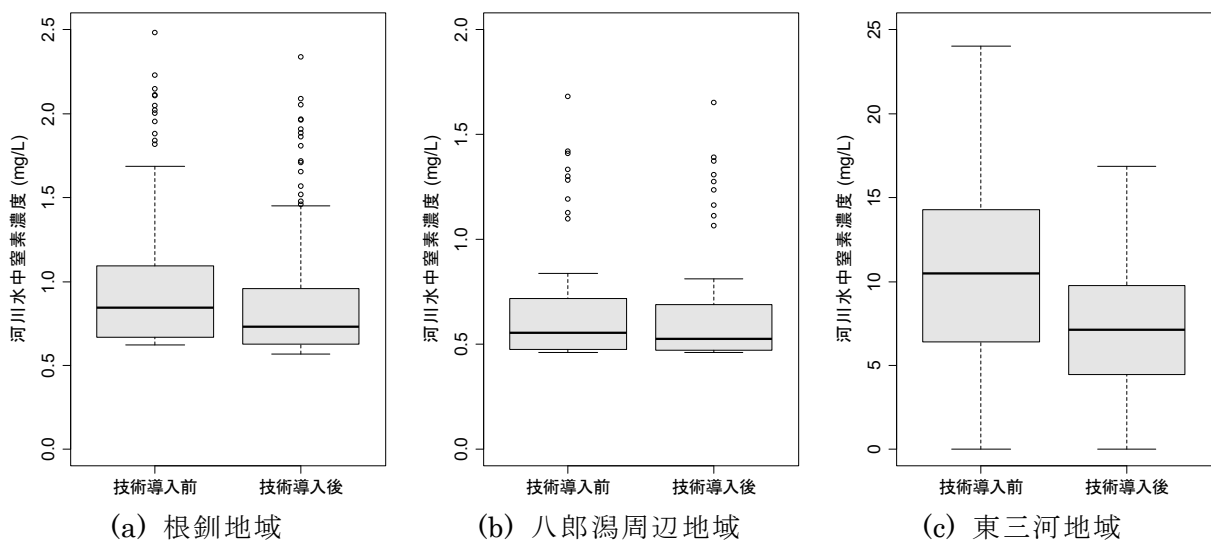 河川水中窒素濃度 (mg/L)
2.5
2.0
1.5
1.0
0.5
0.0
技術導入前 技術導入後
(a) 根釧地域
河川水中窒素濃度 (mg/L)
2.0
1.5
1.0
0.5
0.0
技術導入前 技術導入後
(b) 八郎潟周辺地域
河川水中窒素濃度 (mg/L)
25
20
15
10
5
0
技術導入前 技術導入後
(c) 東三河地域